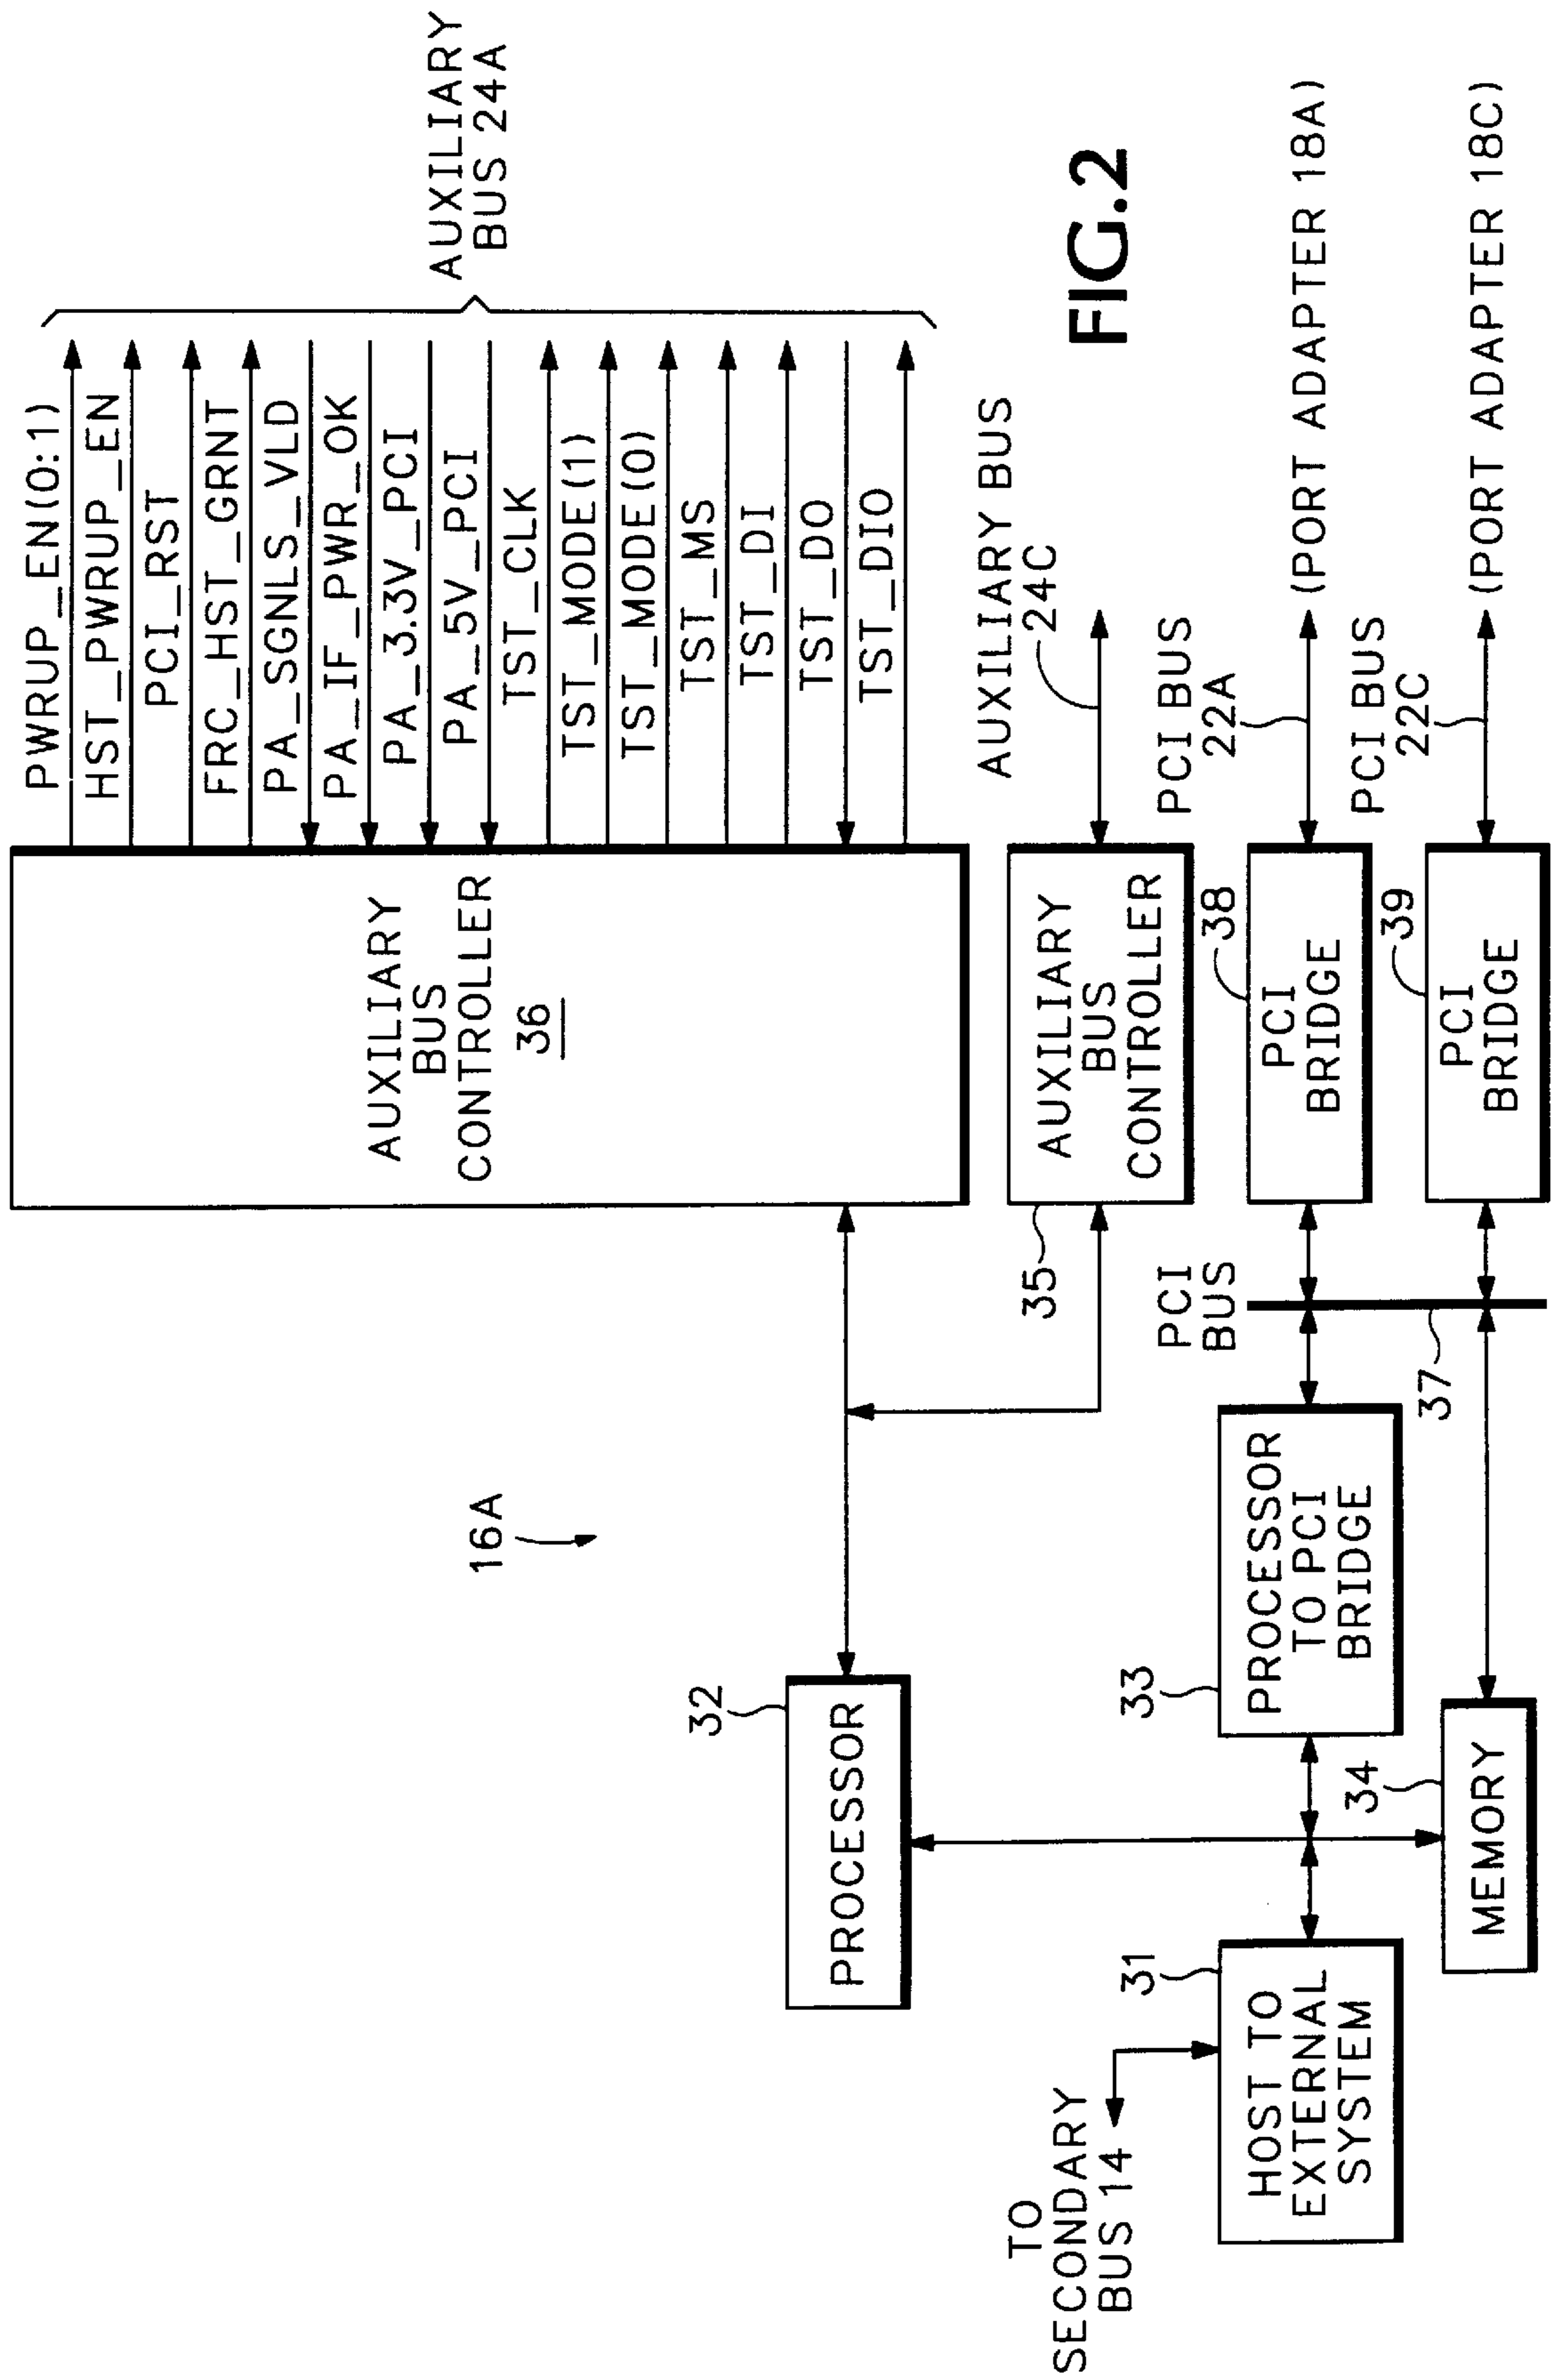 PWRUP_EN(0:1)
HST_PWRUP_EN
PCI_RST
FRC_HST_GRNT
PA_SGNLS_VLD
PA_IF_PWR_OK
PA_3.3V_PCI
PA_5V_PCI
TST_CLK
TST_MODE(1)
TST_MODE(0)
TST_MS
TST_DI
TST_DO
TST_DIO
AUXILIARY
BUS 24A
AUXILIARY
BUS
CONTROLLER
36
16A
32
PROCESSOR
AUXILIARY BUS
24C
35
AUXILIARY
BUS
CONTROLLER
FIG.2
TO
SECONDARY
BUS 14
31
HOST TO
EXTERNAL
SYSTEM
33
PROCESSOR
TO PCI
BRIDGE
PCI
BUS
38
PCI
BRIDGE
PCI BUS
22A
(PORT ADAPTER 18A)
34
MEMORY
37
39
PCI
BRIDGE
PCI BUS
22C
(PORT ADAPTER 18C)